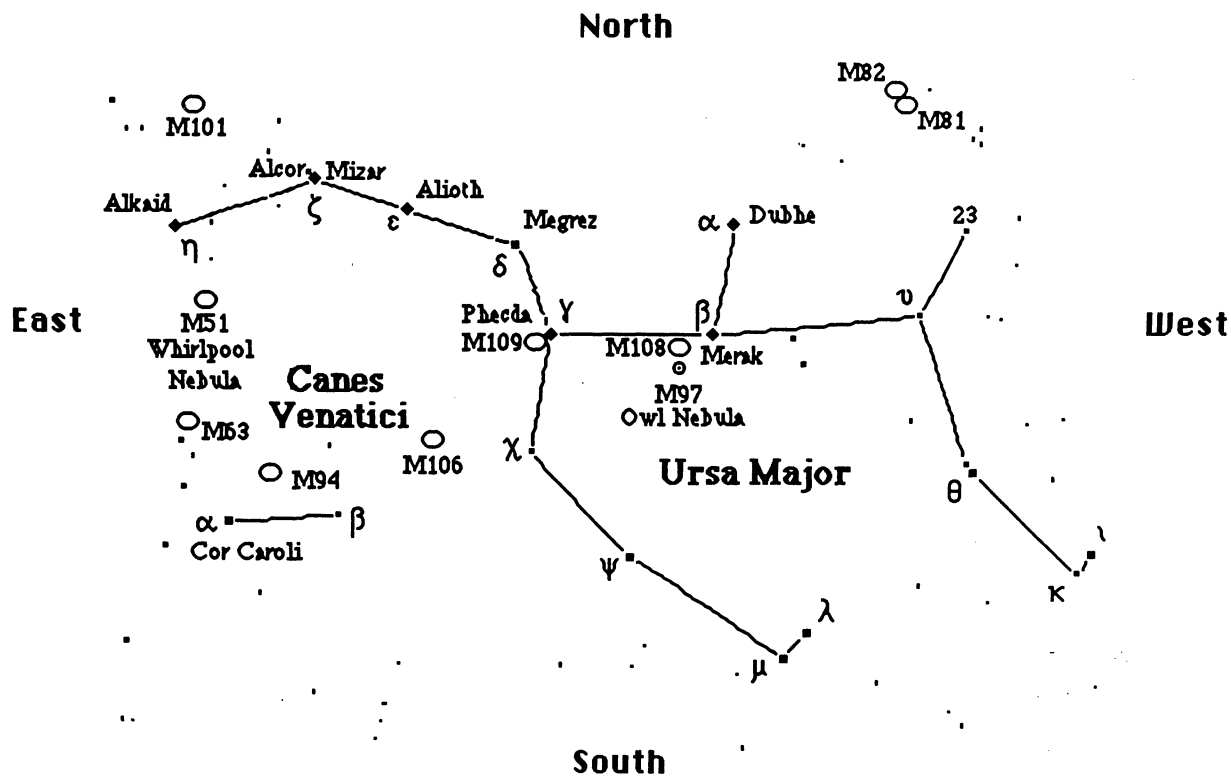 North
M82
M81
M101
Alcor Mizar
ζ
Alioth
ε
Alkaid
η
Megrez
δ
α Dubhe
23
East
West
M51
Whirlpool
Nebula
Phecda γ
M109
β
M108
Merak
υ
M97
Owl Nebula
Canes
Venatici
M63
M106
M94
χ
Ursa Major
θ
α β
Cor Caroli
ψ
ι
κ
λ
μ
South